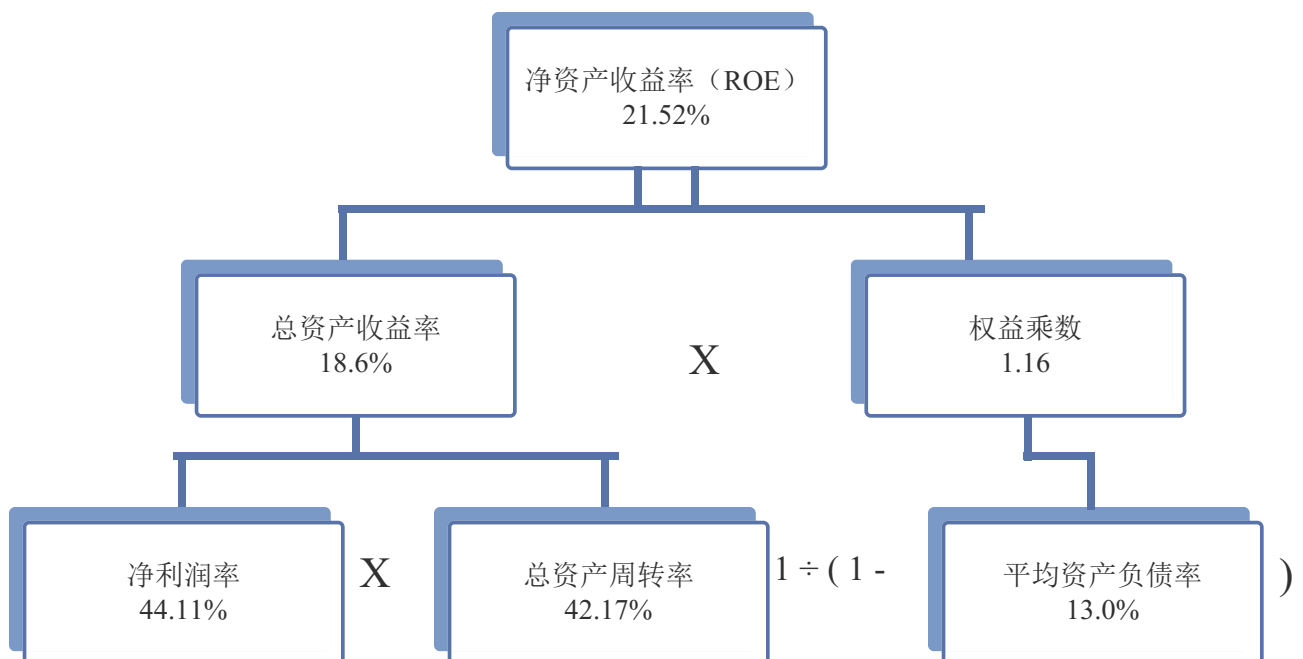 净资产收益率（ROE）
21.52%
总资产收益率
18.6%
X
权益乘数
1.16
净利润率
44.11%
X
总资产周转率
42.17%
1 ÷ ( 1 -
平均资产负债率
13.0%
)